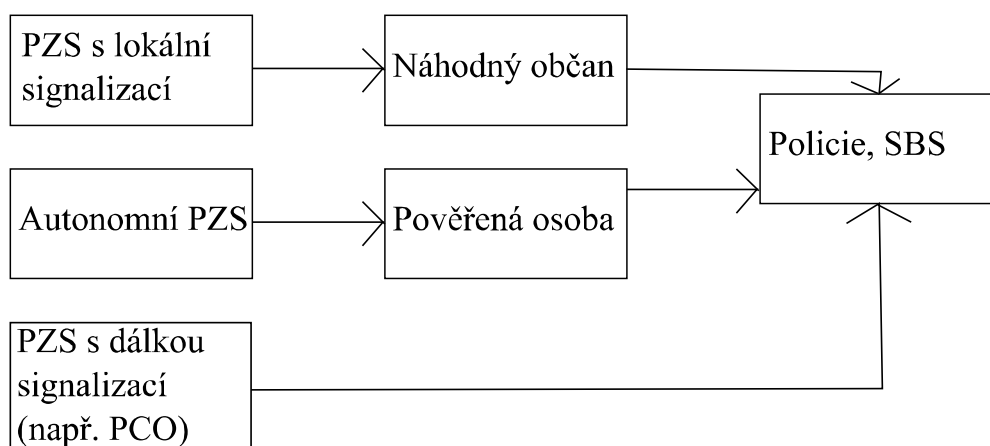 PZS s lokální
signalizací
Náhodný občan
Policie, SBS
Autonomní PZS
Pověřená osoba
PZS s dálkou
signalizací
(např. PCO)